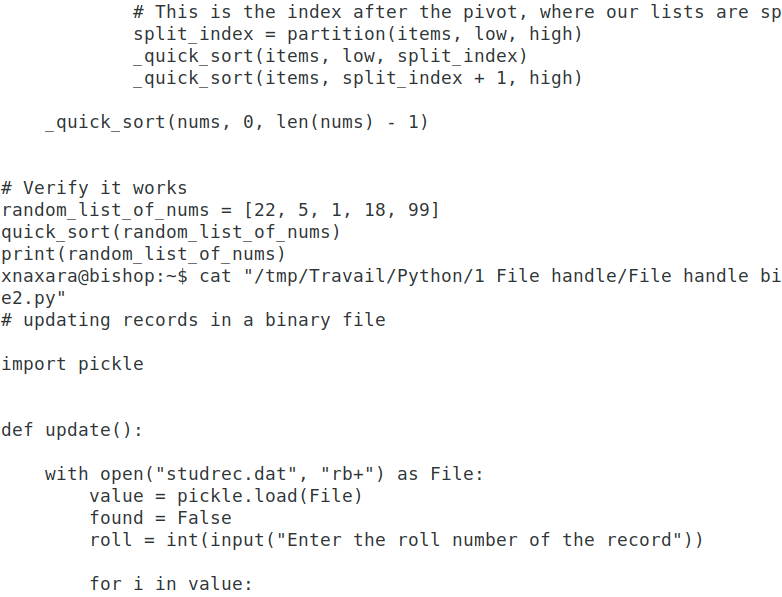 # This is the index after the pivot, where our lists are sp
            split_index = partition(items, low, high)
            _quick_sort(items, low, split_index)
            _quick_sort(items, split_index + 1, high)

    _quick_sort(nums, 0, len(nums) - 1)


# Verify it works
random_list_of_nums = [22, 5, 1, 18, 99]
quick_sort(random_list_of_nums)
print(random_list_of_nums)
xnaxara@bishop:~$ cat "/tmp/Travail/Python/1 File handle/File handle bi
e2.py"
# updating records in a binary file

import pickle


def update():

    with open("studrec.dat", "rb+") as File:
        value = pickle.load(File)
        found = False
        roll = int(input("Enter the roll number of the record"))

        for i in value: